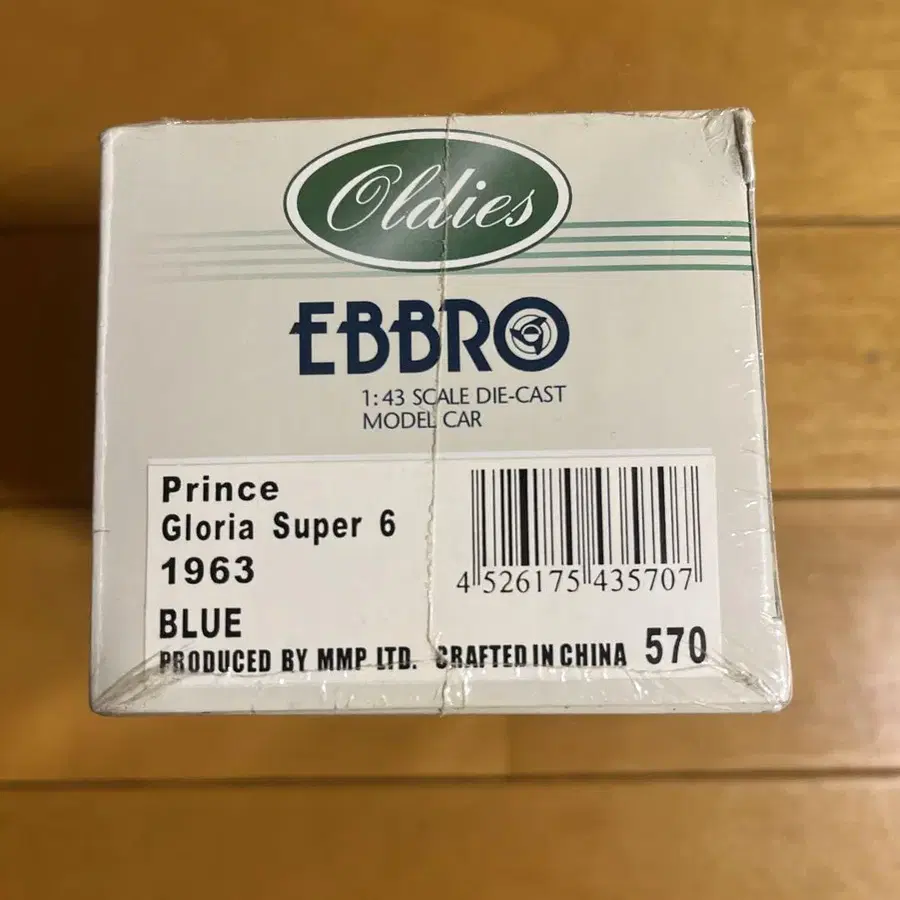 Oldies
EBBRO
1:43 SCALE DIE-CAST
MODEL CAR
Prince
Gloria Super 6
1963
BLUE
PRODUCED BY MMP LTD. CRAFTED IN CHINA 570
4 526175 435707